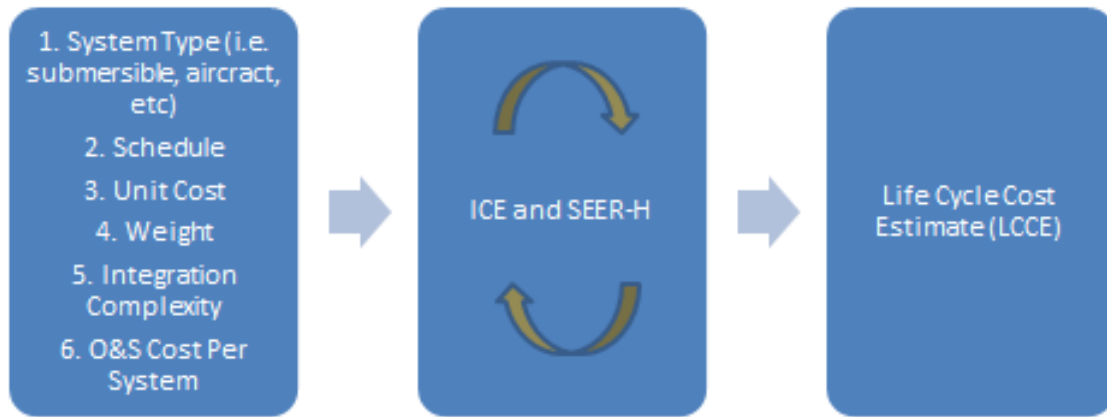 1. System Type (i.e.
submersible, aircract,
etc)
2. Schedule
3. Unit Cost
4. Weight
5. Integration
Complexity
6. O&S Cost Per
System
ICE and SEER-H
Life Cycle Cost
Estimate (LCCE)